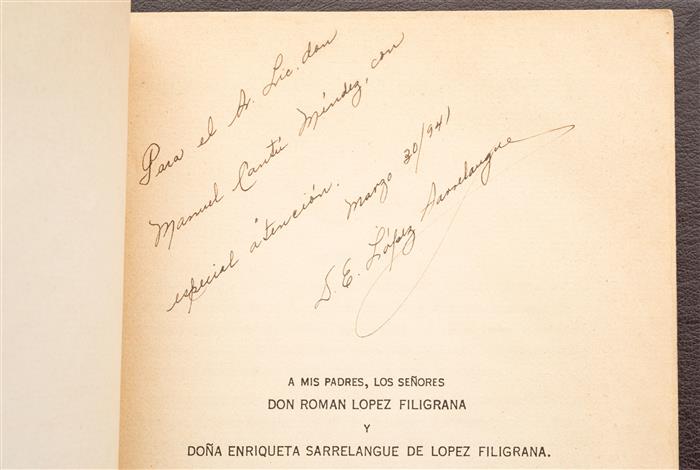 Para el Sr. Lic. don
Manuel Cantú Méndez, con
especial atención.
Marzo 30/941
D. E. López Sarrelangue
A MIS PADRES, LOS SEÑORES
DON ROMAN LOPEZ FILIGRANA
Y
DOÑA ENRIQUETA SARRELANGUE DE LOPEZ FILIGRANA.